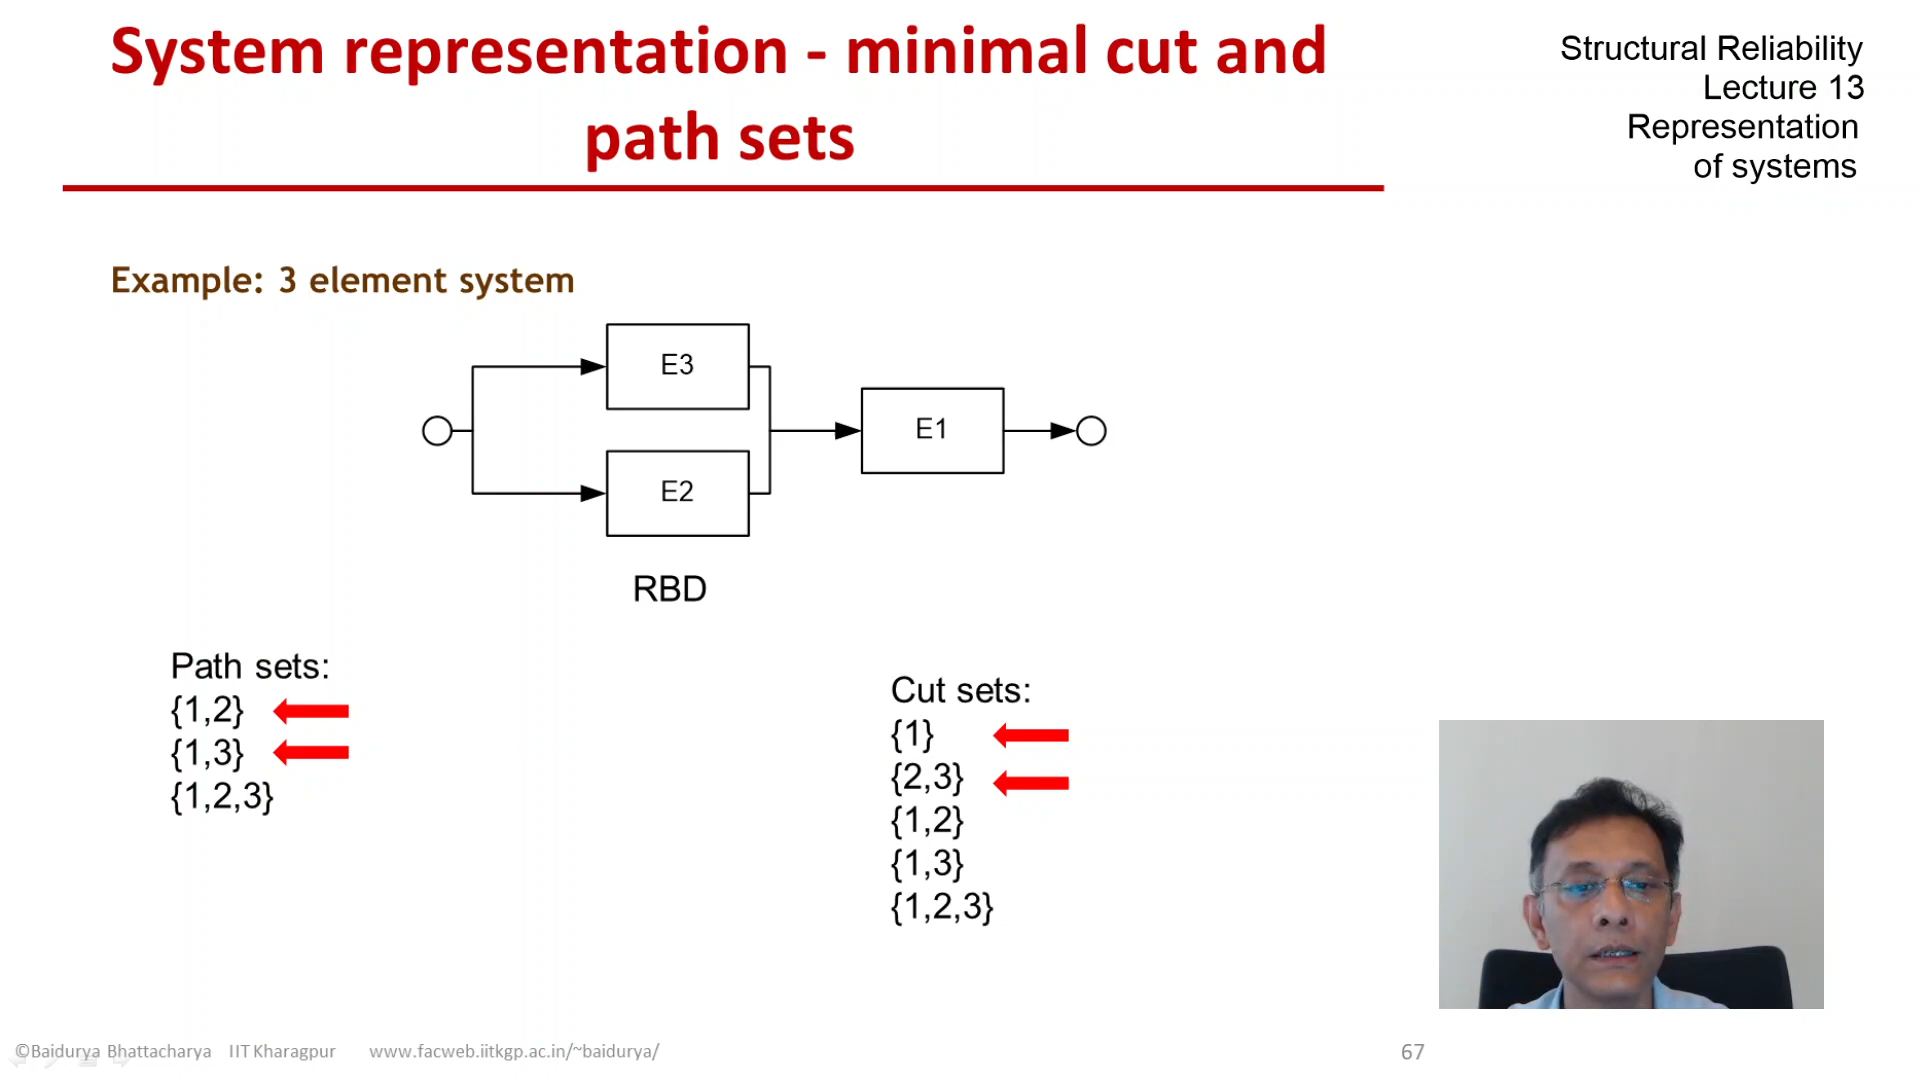 System representation - minimal cut and
path sets
Structural Reliability
Lecture 13
Representation
of systems
Example: 3 element system
E3
E1
E2
RBD
Path sets:
{1,2}
{1,3}
{1,2,3}
Cut sets:
{1}
{2,3}
{1,2}
{1,3}
{1,2,3}
©Baidurya Bhattacharya IIT Kharagpur www.facweb.iitkgp.ac.in/~baidurya/
67